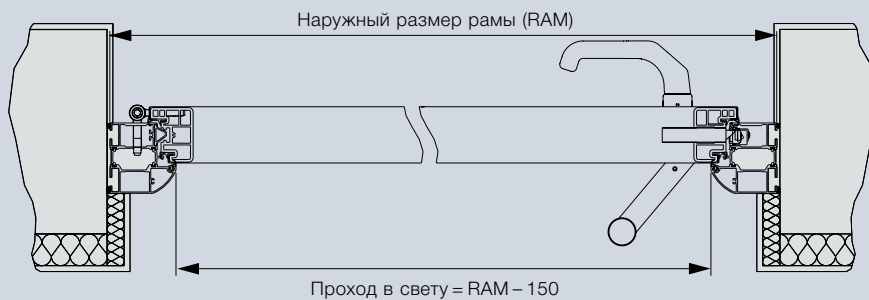 Наружный размер рамы (RAM)
Проход в свету = RAM – 150